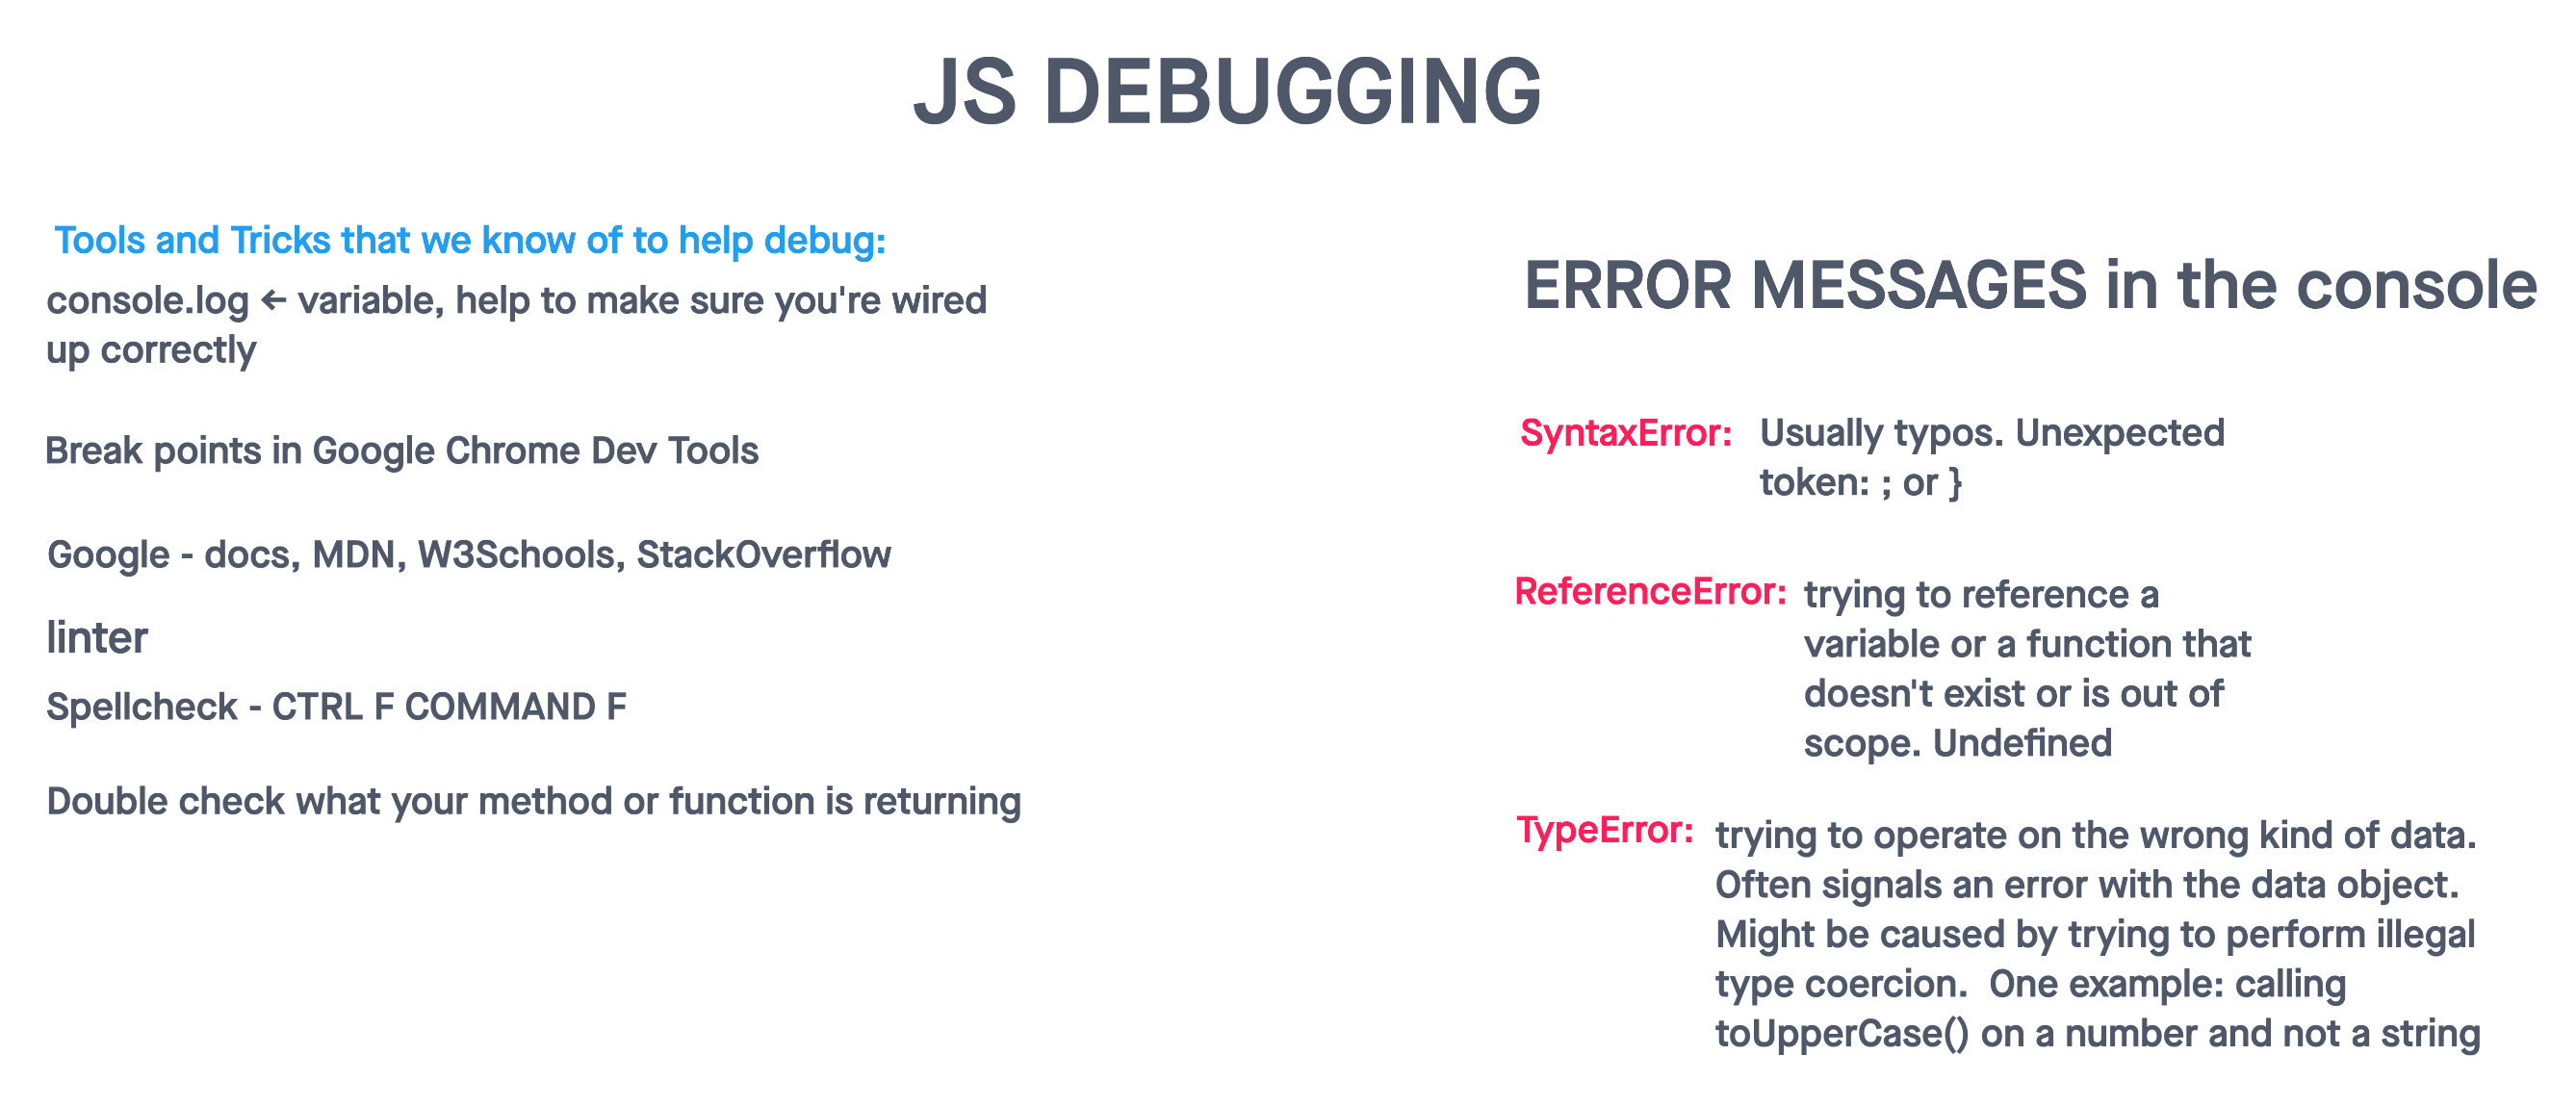 JS DEBUGGING
Tools and Tricks that we know of to help debug:
console.log ← variable, help to make sure you're wired
up correctly
Break points in Google Chrome Dev Tools
Google - docs, MDN, W3Schools, StackOverflow
linter
Spellcheck - CTRL F COMMAND F
Double check what your method or function is returning
ERROR MESSAGES in the console
SyntaxError: Usually typos. Unexpected
token: ; or }
ReferenceError: trying to reference a
variable or a function that
doesn't exist or is out of
scope. Undefined
TypeError: trying to operate on the wrong kind of data.
Often signals an error with the data object.
Might be caused by trying to perform illegal
type coercion.  One example: calling
toUpperCase() on a number and not a string